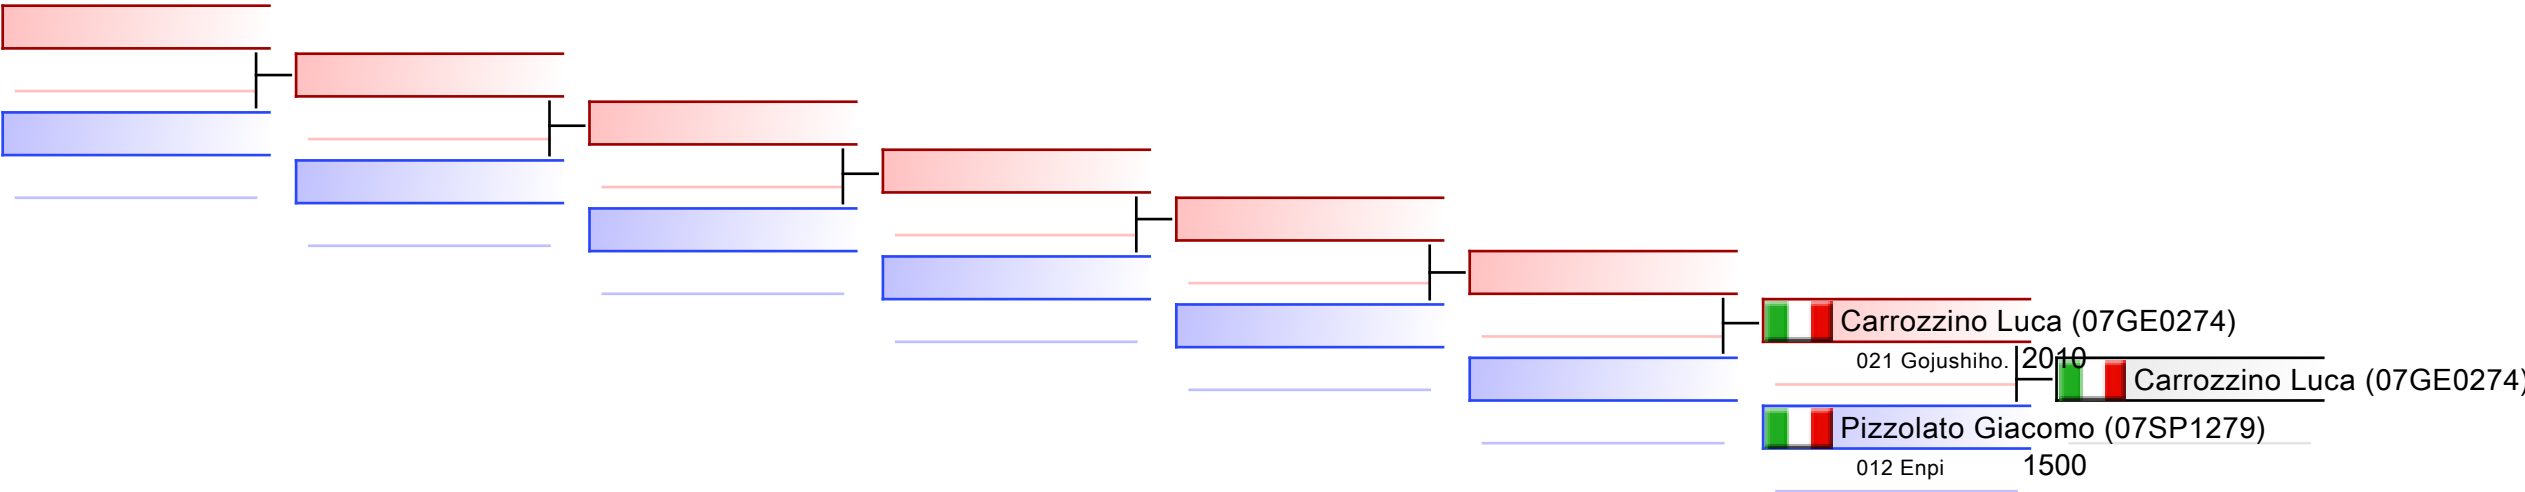 Carrozzino Luca (07GE0274)
021 Gojushiho. 2010
Carrozzino Luca (07GE0274)
Pizzolato Giacomo (07SP1279)
012 Enpi 1500